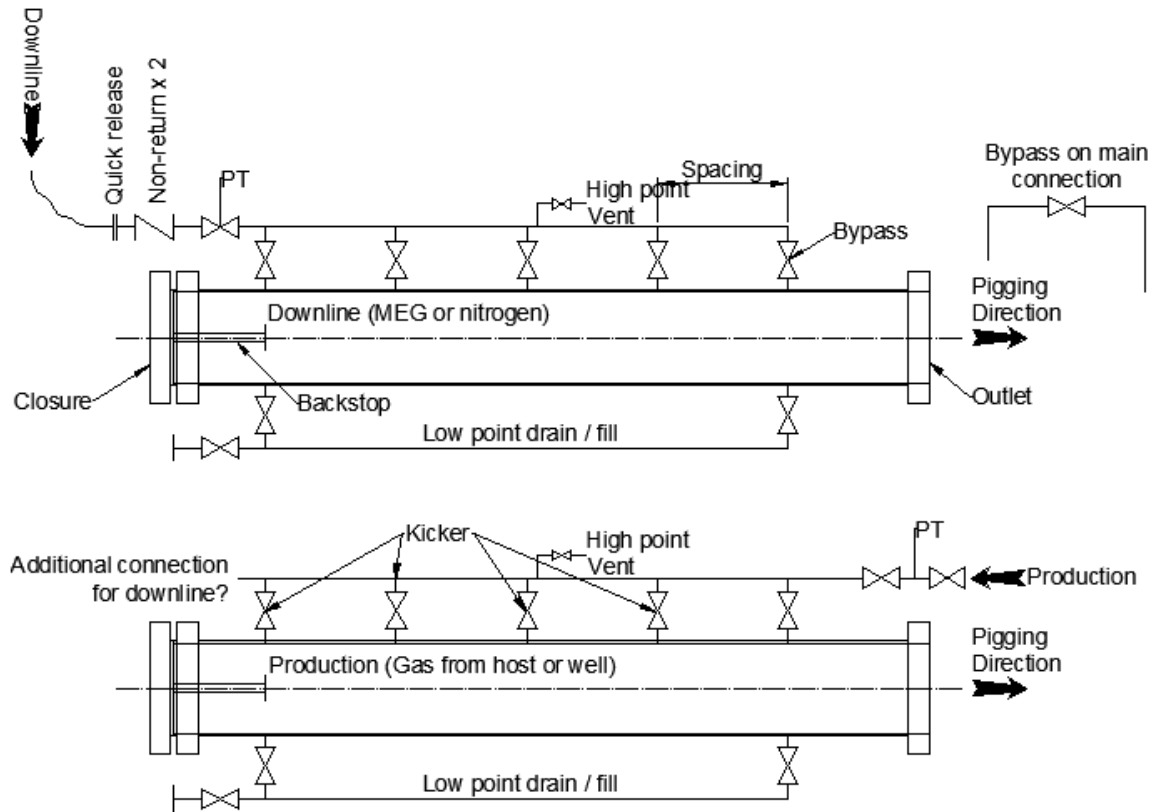 Downline
Quick release
Non-return x 2
PT
High point
Vent
Spacing
Bypass on main
connection
Bypass
Downline (MEG or nitrogen)
Pigging
Direction
Closure
Backstop
Outlet
Low point drain / fill
Kicker
Additional connection
for downline?
High point
Vent
PT
Production
Production (Gas from host or well)
Pigging
Direction
Low point drain / fill